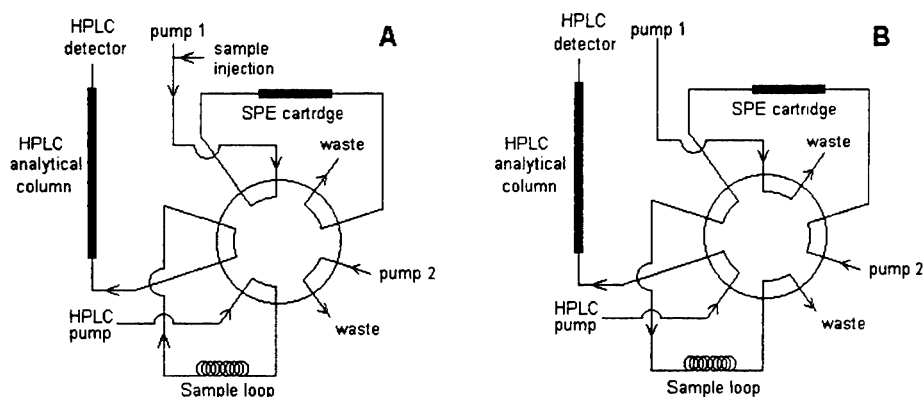 HPLC
detector
pump 1
sample
injection
A
SPE cartrdge
waste
HPLC
analytical
column
pump 2
HPLC
pump
waste
Sample loop
HPLC
detector
pump 1
B
SPE cartridge
waste
HPLC
analytical
column
pump 2
HPLC
pump
waste
Sample loop